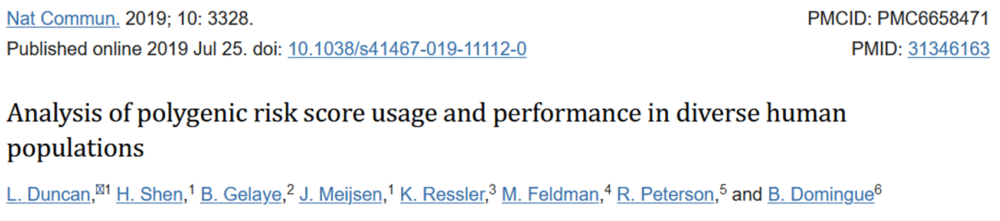 Nat Commun. 2019; 10: 3328. PMCID: PMC6658471
Published online 2019 Jul 25. doi: 10.1038/s41467-019-11112-0 PMID: 31346163
Analysis of polygenic risk score usage and performance in diverse human
populations
L. Duncan,1 H. Shen,1 B. Gelaye,2 J. Meijsen,1 K. Ressler,3 M. Feldman,4 R. Peterson,5 and B. Domingue6